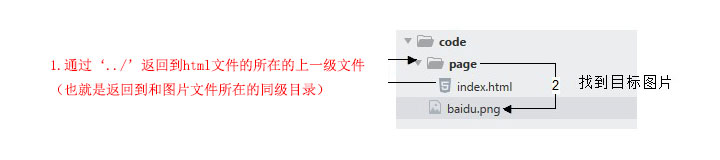 code
1.通过‘../’返回到html文件的所在的上一级文件
page
（也就是返回到和图片文件所在的同级目录）
index.html
2
找到目标图片
baidu.png